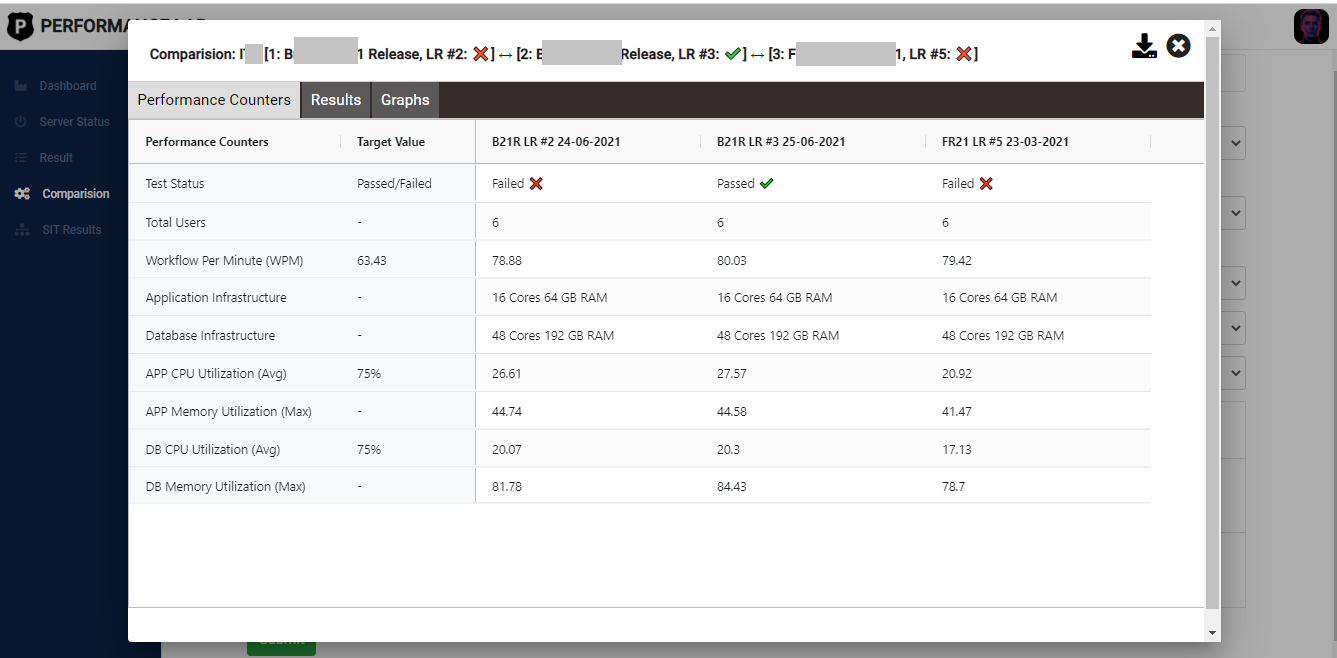 PERFORMA
Comparision: [1: B 1 Release, LR #2: ❌] ↔ [2: Release, LR #3: ✔] ↔ [3: F 1, LR #5: ❌]
Dashboard
Server Status
Result
Comparision
SIT Results
Performance Counters Results Graphs
Performance Counters Target Value B21R LR #2 24-06-2021 B21R LR #3 25-06-2021 FR21 LR #5 23-03-2021
Test Status Passed/Failed Failed ❌ Passed ✔ Failed ❌
Total Users - 6 6 6
Workflow Per Minute (WPM) 63.43 78.88 80.03 79.42
Application Infrastructure - 16 Cores 64 GB RAM 16 Cores 64 GB RAM 16 Cores 64 GB RAM
Database Infrastructure - 48 Cores 192 GB RAM 48 Cores 192 GB RAM 48 Cores 192 GB RAM
APP CPU Utilization (Avg) 75% 26.61 27.57 20.92
APP Memory Utilization (Max) - 44.74 44.58 41.47
DB CPU Utilization (Avg) 75% 20.07 20.3 17.13
DB Memory Utilization (Max) - 81.78 84.43 78.7